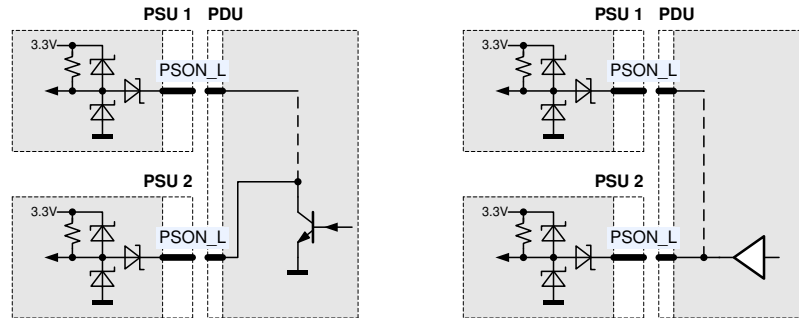 PSU 1 PDU
3.3V
PSON_L
PSU 2
3.3V
PSON_L
PSU 1 PDU
3.3V
PSON_L
PSU 2
3.3V
PSON_L